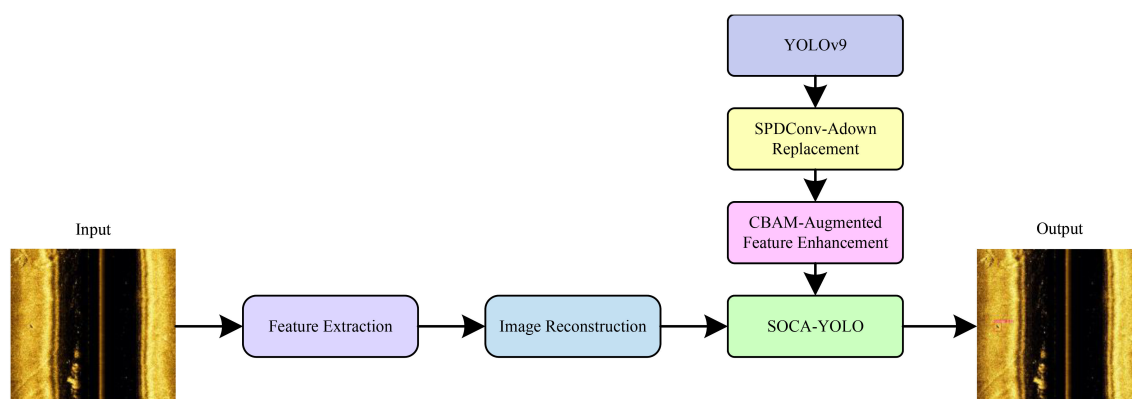 YOLOv9
SPDConv-Adown
Replacement
CBAM-Augmented
Feature Enhancement
Input
Output
Feature Extraction
Image Reconstruction
SOCA-YOLO